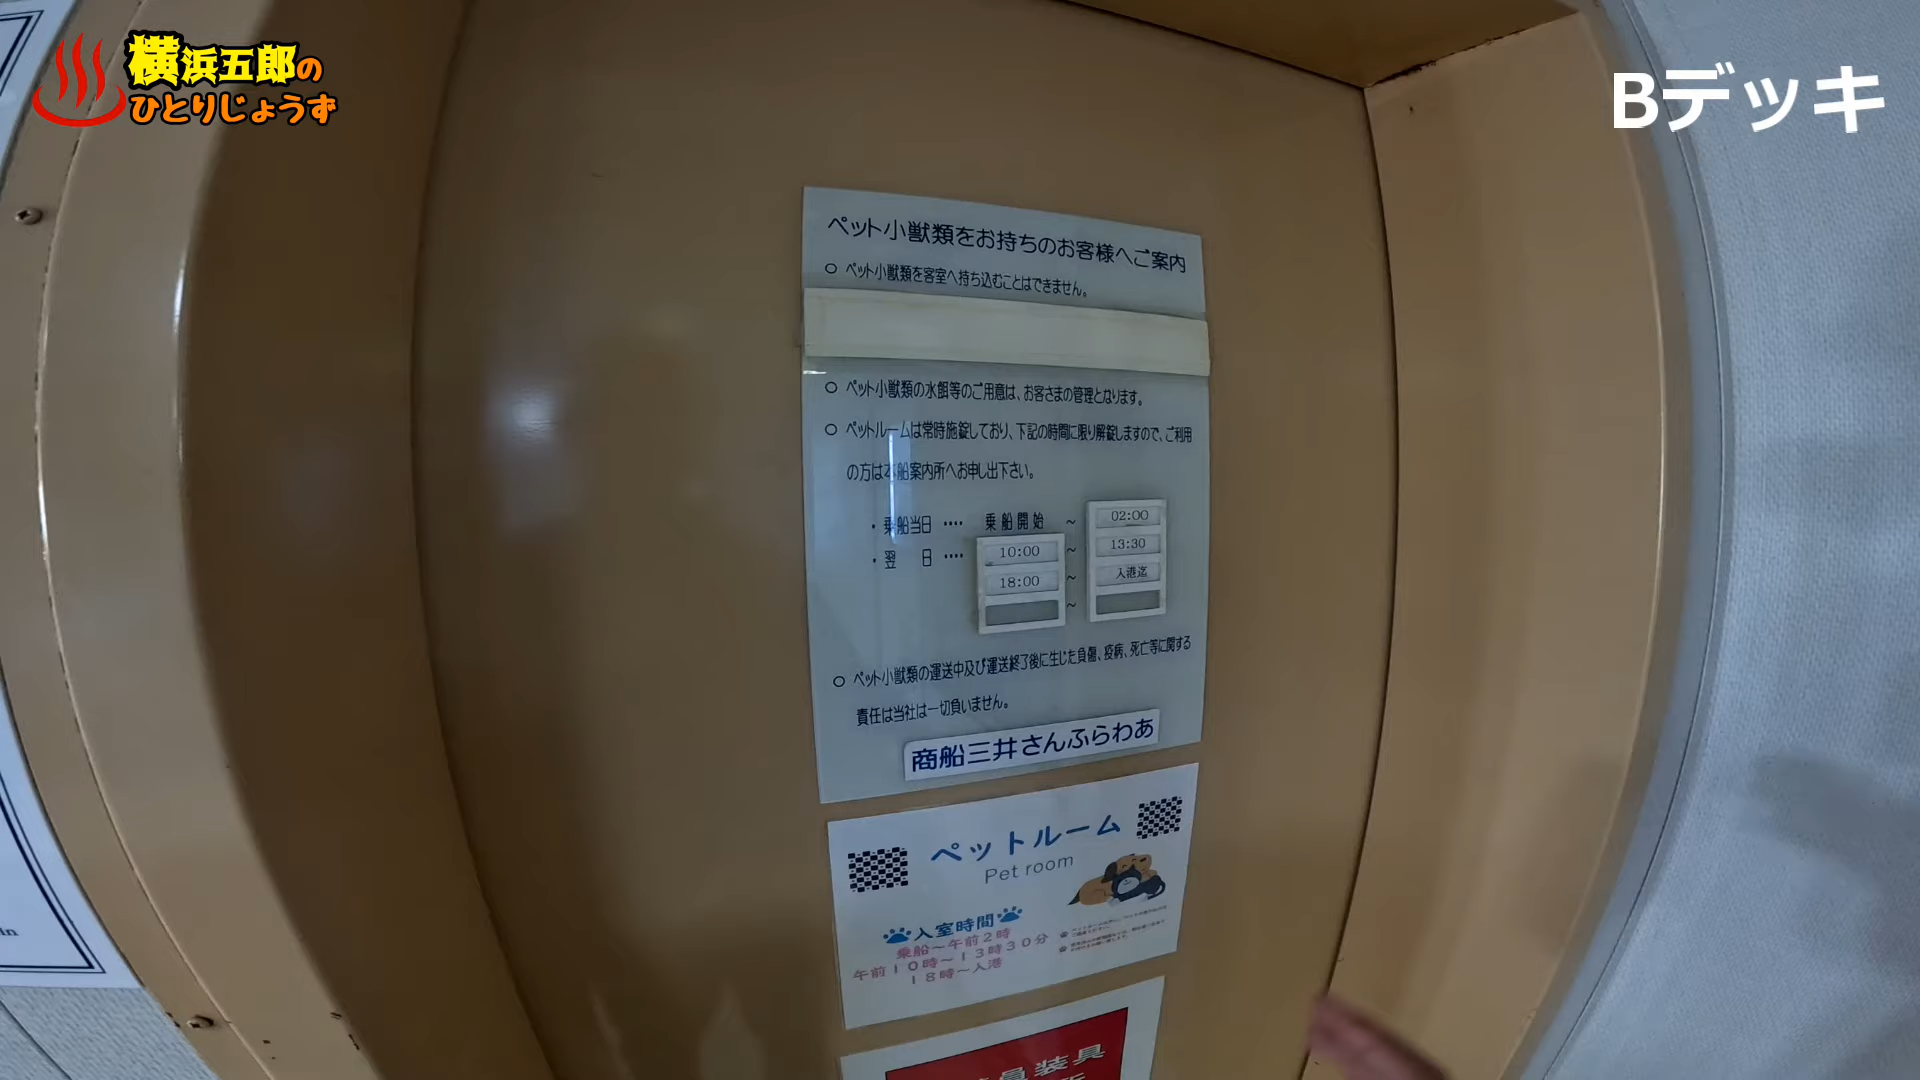 横浜五郎の
ひとりじょうず
Bデッキ
ペット小獣類をお持ちのお客様へご案内
○ ペット小獣類を客室へ持ち込むことはできません。
○ ペット小獣類の水餌等のご用意は、お客さまの管理となります。
○ ペットルームは常時施錠しており、下記の時間に限り解錠しますので、ご利用
の方は本船案内所へお申し出下さい。
・乗船当日 ‥‥ 乗船開始 ~ 02:00
・翌 日 ‥‥ 10:00 ~ 13:30
18:00 ~ 入港迄
~
○ ペット小獣類の運送中及び運送終了後に生じた負傷、疫病、死亡等に関する
責任は当社は一切負いません。
商船三井さんふらわあ
ペットルーム
Pet room
入室時間
乗船～午前2時
午前10時～13時30分
18時～入港
員装具
in